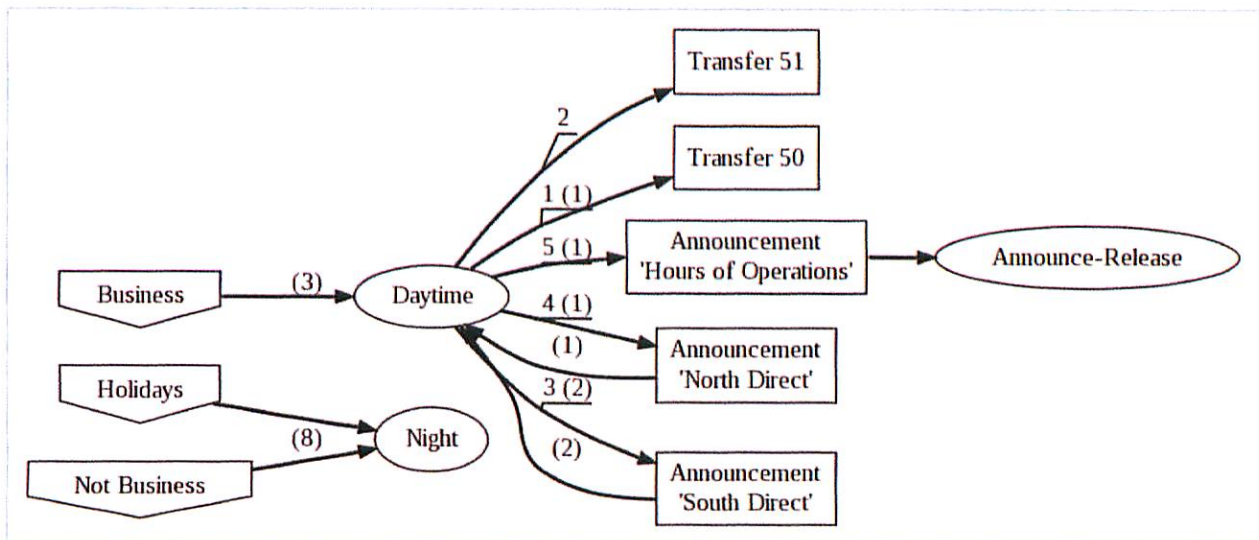 Transfer 51
2
Transfer 50
1 (1)
5 (1)
Announcement
'Hours of Operations'
Announce-Release
Business
(3)
Daytime
4 (1)
(1)
Announcement
'North Direct'
Holidays
3 (2)
(8)
Night
(2)
Not Business
Announcement
'South Direct'